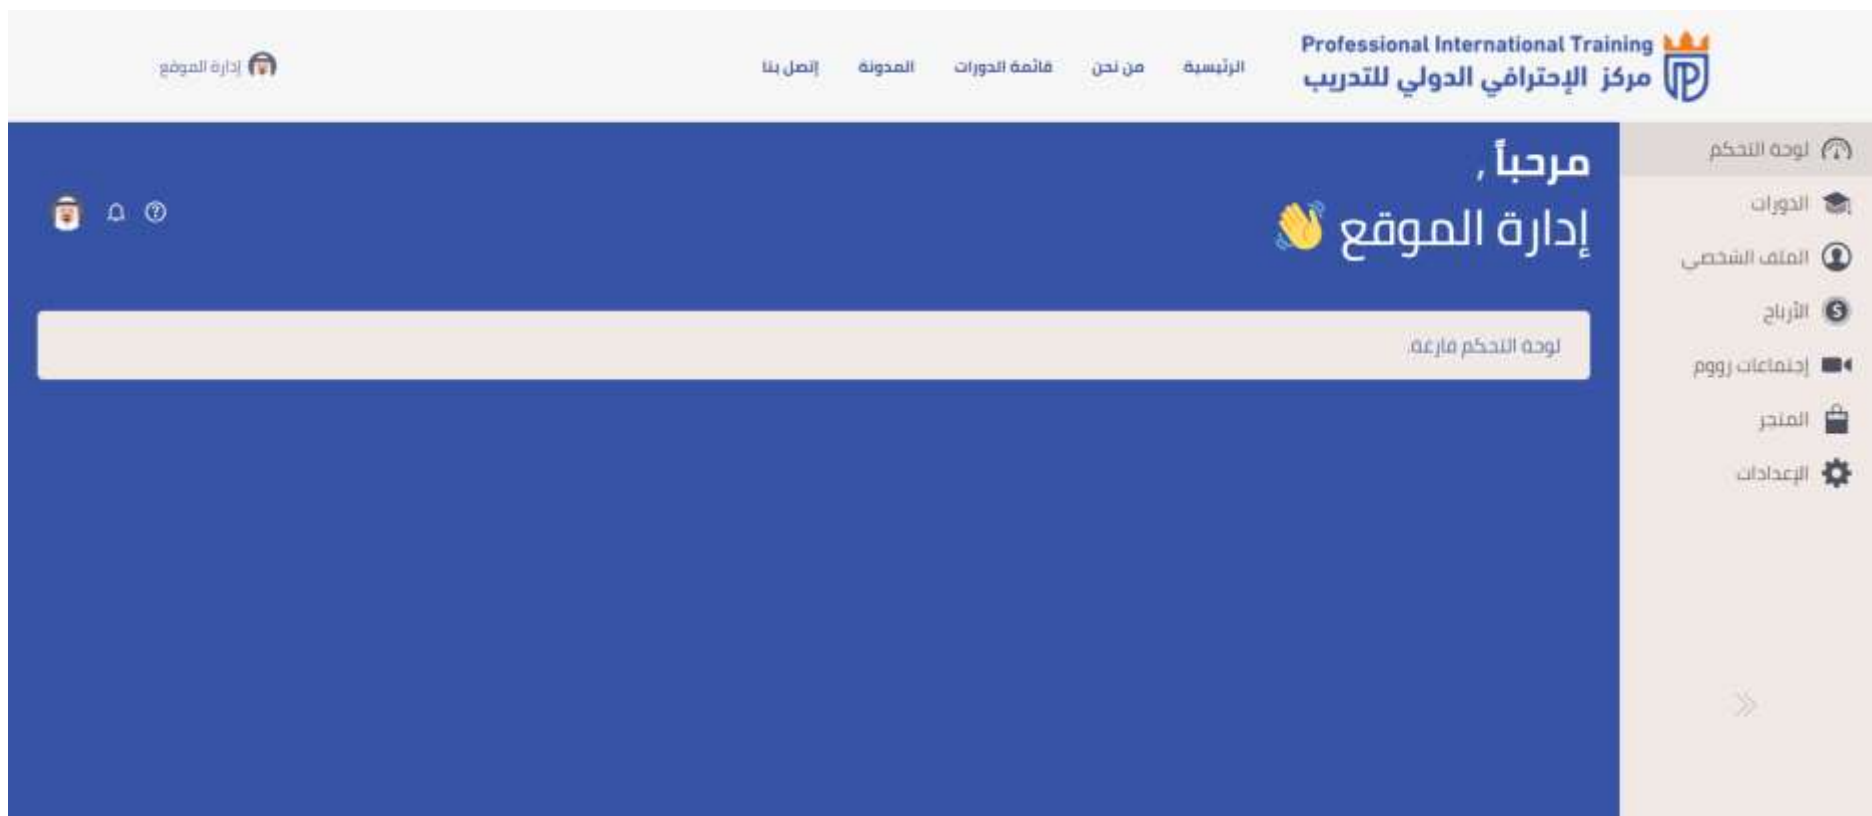 Professional International Training
مركز الإحترافي الدولي للتدريب
الرئيسية
من نحن
قائمة الدورات
المدونة
إتصل بنا
إدارة الموقع
لوحة التحكم
الدورات
الملف الشخصي
الأرباح
إجتماعات رووم
المتجر
الإعدادات
مرحباً ,
إدارة الموقع
لوحة التحكم فارغة.